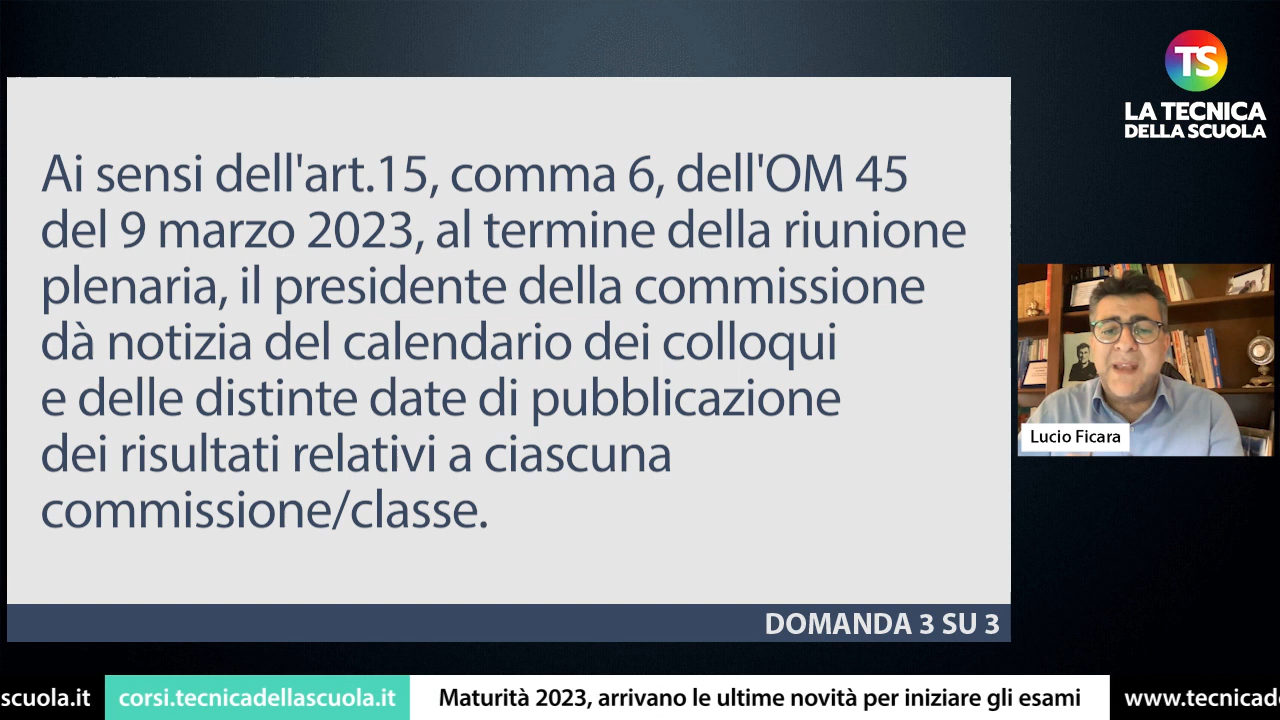 TS
LA TECNICA
DELLA SCUOLA
Ai sensi dell'art.15, comma 6, dell'OM 45
del 9 marzo 2023, al termine della riunione
plenaria, il presidente della commissione
dà notizia del calendario dei colloqui
e delle distinte date di pubblicazione
dei risultati relativi a ciascuna
commissione/classe.
Lucio Ficara
DOMANDA 3 SU 3
scuola.it corsi.tecnicadellascuola.it Maturità 2023, arrivano le ultime novità per iniziare gli esami www.tecnicad